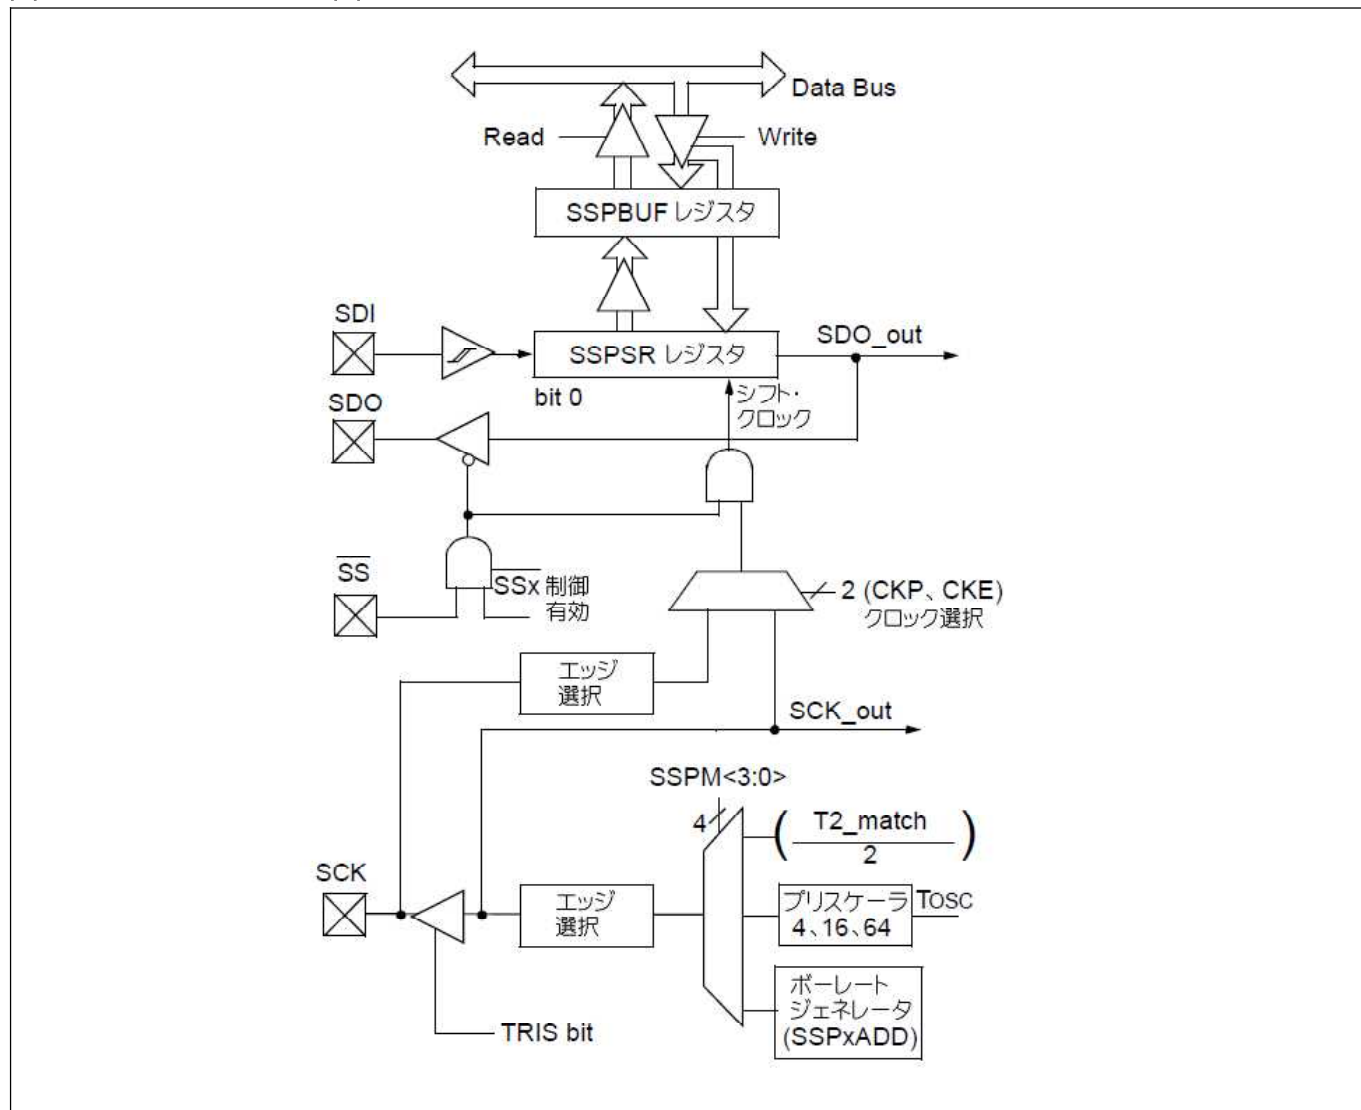 Data Bus
Read
Write
SSPBUF レジスタ
SDI
SSPSR レジスタ
SDO_out
bit 0
シフト・
クロック
SDO
SS
SSx 制御
有効
2 (CKP、CKE)
クロック選択
エッジ
選択
SCK_out
SSPM<3:0>
4
( T2_match
2 )
SCK
エッジ
選択
プリスケーラ
4、16、64
TOSC
ボーレート
ジェネレータ
(SSPxADD)
TRIS bit